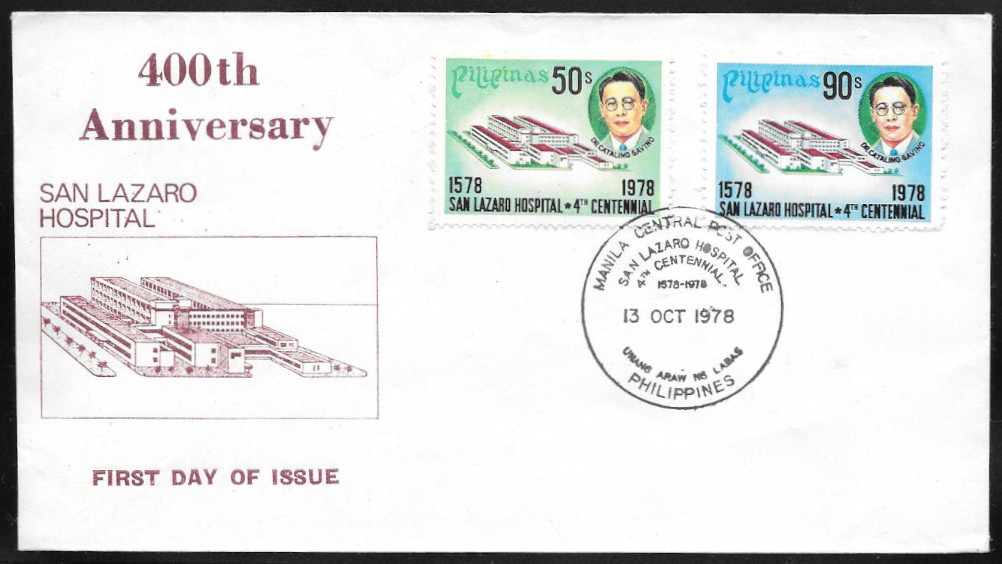 400th
Anniversary
SAN LAZARO
HOSPITAL
FIRST DAY OF ISSUE
Pilipinas 50s
DR. CATALINO GAVINO
1578 1978
SAN LAZARO HOSPITAL ★ 4TH CENTENNIAL
Pilipinas 90s
DR. CATALINO GAVINO
1578 1978
SAN LAZARO HOSPITAL ★ 4TH CENTENNIAL
MANILA CENTRAL POST OFFICE
SAN LAZARO HOSPITAL
4TH CENTENNIAL
1578-1978
13 OCT 1978
UNANG ARAW NG LABAS
PHILIPPINES